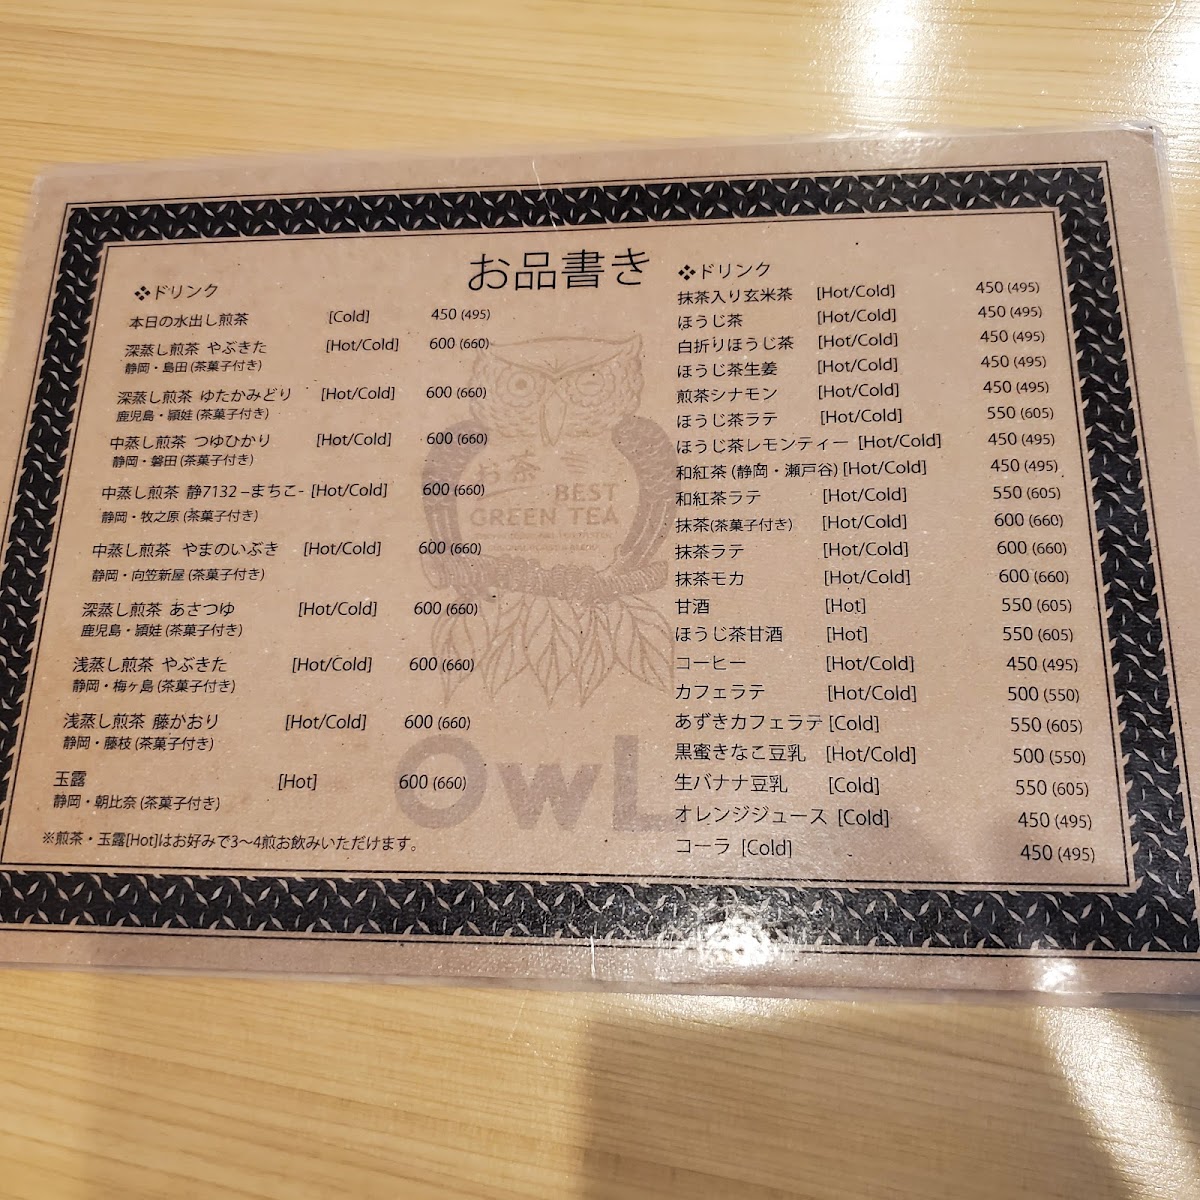 お品書き
❖ドリンク
本日の水出し煎茶 [Cold] 450 (495)
深蒸し煎茶 やぶきた [Hot/Cold] 600 (660)
静岡・島田 (茶菓子付き)
深蒸し煎茶 ゆたかみどり [Hot/Cold] 600 (660)
鹿児島・頴娃 (茶菓子付き)
中蒸し煎茶 つゆひかり [Hot/Cold] 600 (660)
静岡・磐田 (茶菓子付き)
中蒸し煎茶 静7132 –まちこ- [Hot/Cold] 600 (660)
静岡・牧之原 (茶菓子付き)
中蒸し煎茶 やまのいぶき [Hot/Cold] 600 (660)
静岡・向笠新屋 (茶菓子付き)
深蒸し煎茶 あさつゆ [Hot/Cold] 600 (660)
鹿児島・頴娃 (茶菓子付き)
浅蒸し煎茶 やぶきた [Hot/Cold] 600 (660)
静岡・梅ヶ島 (茶菓子付き)
浅蒸し煎茶 藤かおり [Hot/Cold] 600 (660)
静岡・藤枝 (茶菓子付き)
玉露 [Hot] 600 (660)
静岡・朝比奈 (茶菓子付き)
※煎茶・玉露[Hot]はお好みで3〜4煎お飲みいただけます。
❖ドリンク
抹茶入り玄米茶 [Hot/Cold] 450 (495)
ほうじ茶 [Hot/Cold] 450 (495)
白折りほうじ茶 [Hot/Cold] 450 (495)
ほうじ茶生姜 [Hot/Cold] 450 (495)
煎茶シナモン [Hot/Cold] 450 (495)
ほうじ茶ラテ [Hot/Cold] 550 (605)
ほうじ茶レモンティー [Hot/Cold] 450 (495)
和紅茶 (静岡・瀬戸谷) [Hot/Cold] 450 (495)
和紅茶ラテ [Hot/Cold] 550 (605)
抹茶(茶菓子付き) [Hot/Cold] 600 (660)
抹茶ラテ [Hot/Cold] 600 (660)
抹茶モカ [Hot/Cold] 600 (660)
甘酒 [Hot] 550 (605)
ほうじ茶甘酒 [Hot] 550 (605)
コーヒー [Hot/Cold] 450 (495)
カフェラテ [Hot/Cold] 500 (550)
あずきカフェラテ [Cold] 550 (605)
黒蜜きなこ豆乳 [Hot/Cold] 500 (550)
生バナナ豆乳 [Cold] 550 (605)
オレンジジュース [Cold] 450 (495)
コーラ [Cold] 450 (495)
お茶
BEST
GREEN TEA
OwL